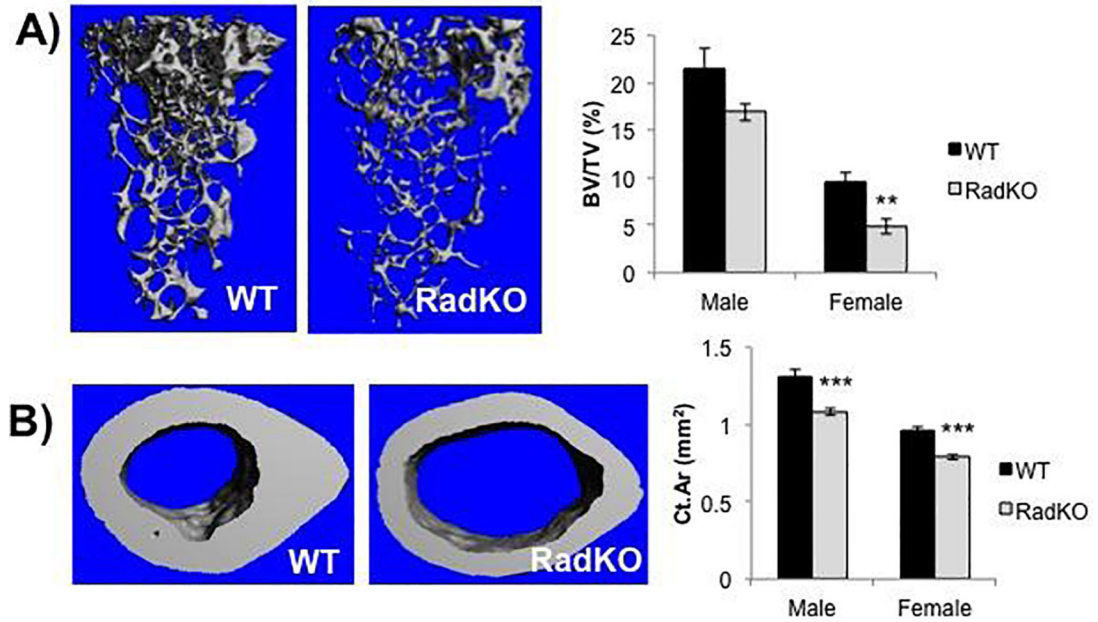 A)
WT
RadKO
BV/TV (%)
25
20
15
10
5
0
**
Male
Female
WT
RadKO
B)
WT
RadKO
Ct.Ar (mm²)
1.5
1
0.5
0
***
***
Male
Female
WT
RadKO